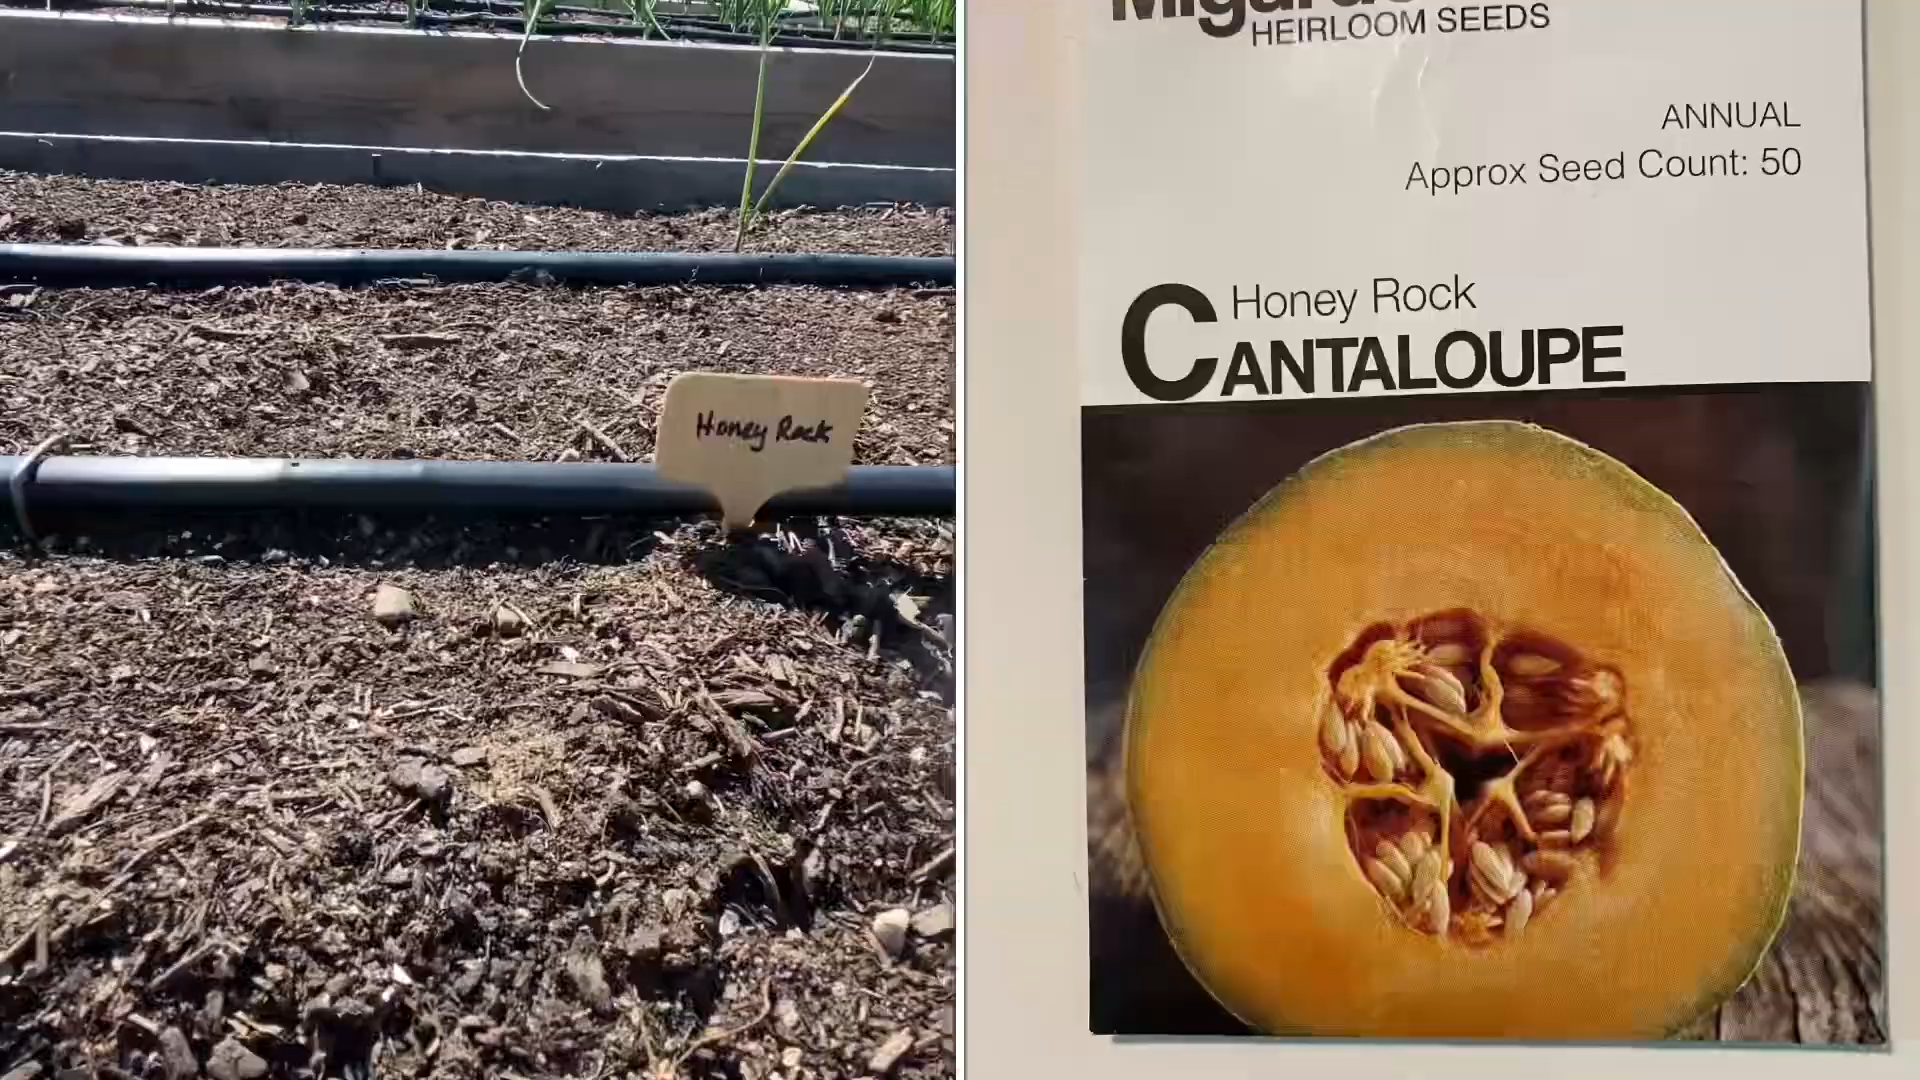 Honey Rock
HEIRLOOM SEEDS
ANNUAL
Approx Seed Count: 50
Honey Rock
CANTALOUPE